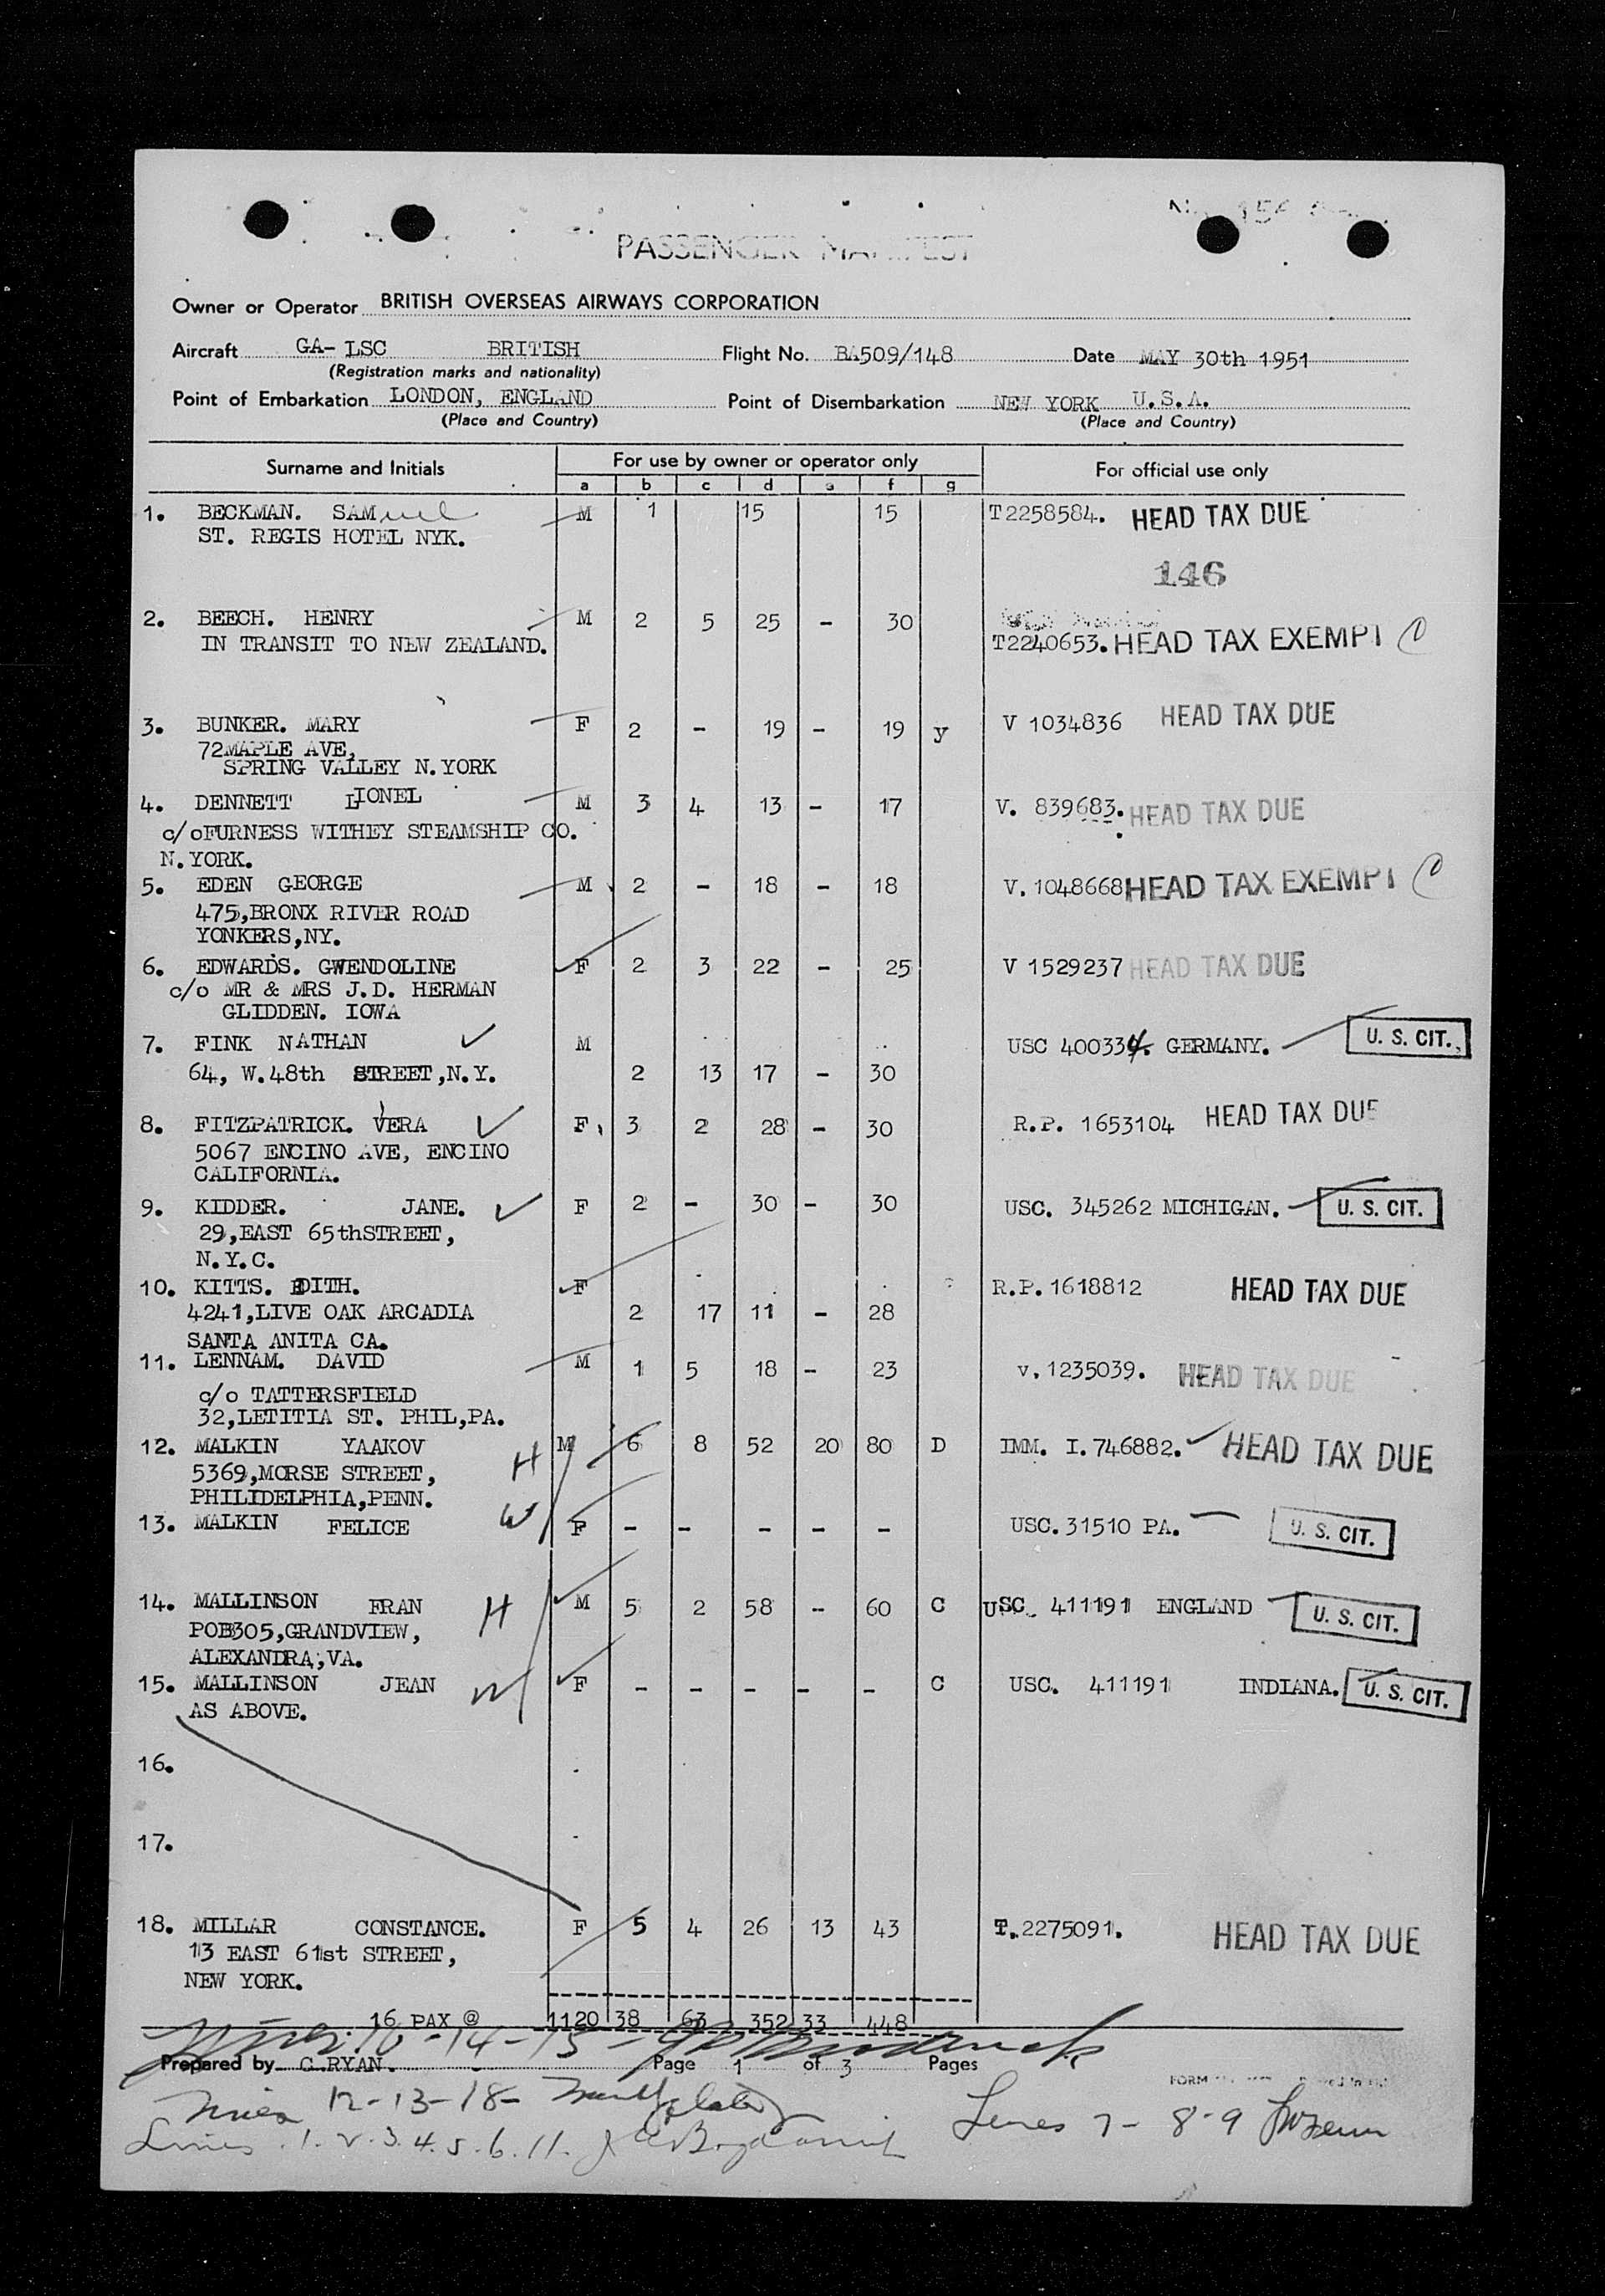 PASSENGER MANIFEST
Owner or Operator BRITISH OVERSEAS AIRWAYS CORPORATION
Aircraft GA-LSC BRITISH Flight No. BA509/148 Date MAY 30th 1951
(Registration marks and nationality)
Point of Embarkation LONDON, ENGLAND Point of Disembarkation NEW YORK U.S.A.
(Place and Country) (Place and Country)
Surname and Initials For use by owner or operator only For official use only
a b c d e f g
1. BECKMAN. SAMuel M 1 15 15 T2258584. HEAD TAX DUE
ST. REGIS HOTEL NYK.
146
2. BEECH. HENRY M 2 5 25 - 30
IN TRANSIT TO NEW ZEALAND. T2240653. HEAD TAX EXEMPT
3. BUNKER. MARY F 2 - 19 - 19 y V 1034836 HEAD TAX DUE
72MAPLE AVE,
SPRING VALLEY N.YORK
4. DENNETT LIONEL M 3 4 13 - 17 V. 839683. HEAD TAX DUE
c/oFURNESS WITHEY STEAMSHIP CO.
N.YORK.
5. EDEN GEORGE M 2 - 18 - 18 V.1048668 HEAD TAX EXEMPT
475,BRONX RIVER ROAD
YONKERS,NY.
6. EDWARDS. GWENDOLINE F 2 3 22 - 25 V 1529237 HEAD TAX DUE
c/o MR & MRS J.D. HERMAN
GLIDDEN. IOWA
7. FINK NATHAN M USC 400334. GERMANY. U. S. CIT.
64, W.48th STREET,N.Y. 2 13 17 - 30
8. FITZPATRICK. VERA F 3 2 28 - 30 R.P. 1653104 HEAD TAX DUE
5067 ENCINO AVE, ENCINO
CALIFORNIA.
9. KIDDER. JANE. F 2 - 30 - 30 USC. 345262 MICHIGAN. U. S. CIT.
29,EAST 65thSTREET,
N.Y.C.
10. KITTS. EDITH. F R.P.1618812 HEAD TAX DUE
4241,LIVE OAK ARCADIA 2 17 11 - 28
SANTA ANITA CA.
11. LENNAM. DAVID M 1 5 18 - 23 v.1235039. HEAD TAX DUE
c/o TATTERSFIELD
32,LETITIA ST. PHIL,PA.
12. MALKIN YAAKOV H M 6 8 52 20 80 D IMM. I.746882. HEAD TAX DUE
5369,MORSE STREET,
PHILIDELPHIA,PENN.
13. MALKIN FELICE W F - - - - - USC.31510 PA. U. S. CIT.
14. MALLINSON FRAN H M 5 2 58 - 60 C USC. 411191 ENGLAND U. S. CIT.
POB305,GRANDVIEW,
ALEXANDRA,VA.
15. MALLINSON JEAN W F - - - - - C USC. 411191 INDIANA. U. S. CIT.
AS ABOVE.
16.
17.
18. MILLAR CONSTANCE. F 5 4 26 13 43 T.2275091. HEAD TAX DUE
13 EAST 61st STREET,
NEW YORK.
16 PAX @ 1120 38 63 352 33 448
Lines 10-14-15-
Prepared by C.RYAN. Page 1 of 3 Pages
FORM
Lines 12-13-18-
Lines 7-8-9
Lines 1.2.3.4.5.6.11.